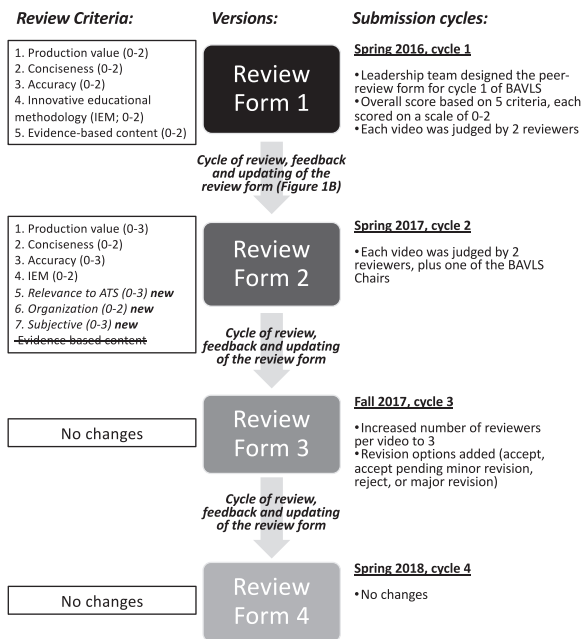 Review Criteria:
Versions:
Submission cycles:
1. Production value (0-2)
2. Conciseness (0-2)
3. Accuracy (0-2)
4. Innovative educational
methodology (IEM; 0-2)
5. Evidence-based content (0-2)
Review
Form 1
Spring 2016, cycle 1
•Leadership team designed the peer-
review form for cycle 1 of BAVLS
•Overall score based on 5 criteria, each
scored on a scale of 0-2
•Each video was judged by 2 reviewers
Cycle of review, feedback
and updating of the
review form (Figure 1B)
1. Production value (0-3)
2. Conciseness (0-2)
3. Accuracy (0-3)
4. IEM (0-2)
5. Relevance to ATS (0-3) new
6. Organization (0-2) new
7. Subjective (0-3) new
Evidence-based content
Review
Form 2
Spring 2017, cycle 2
•Each video was judged by 2
reviewers, plus one of the BAVLS
Chairs
Cycle of review,
feedback and updating
of the review form
No changes
Review
Form 3
Fall 2017, cycle 3
•Increased number of reviewers
per video to 3
•Revision options added (accept,
accept pending minor revision,
reject, or major revision)
Cycle of review,
feedback and updating
of the review form
No changes
Review
Form 4
Spring 2018, cycle 4
•No changes